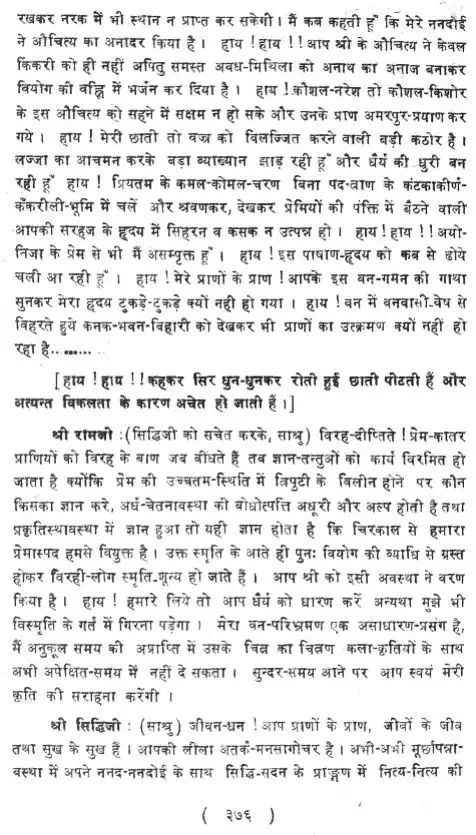 रखकर नरक में भी स्थान न प्राप्त कर सकेगी। मैं कब कहती हूँ कि मेरे ननदोई
ने औचित्य का अनादर किया है। हाय ! हाय ! ! आप श्री के औचित्य ने केवल
किंकरी को ही नहीं अपितु समस्त अवध-मिथिला को अनाथ का अनाज बनाकर
वियोग की वह्नि में भर्जन कर दिया है। हाय ! कौशल-नरेश तो कौशल-किशोर
के इस औचित्य को सहने में सक्षम न हो सके और उनके प्राण अमरपुर-प्रयाण कर
गये। हाय ! मेरी छाती तो वज्र को विलज्जित करने वाली बड़ी कठोर है।
लज्जा का आचमन करके बड़ा व्याख्यान झाड़ रही हूँ और धैर्य की धुरी बन
रही हूँ हाय ! प्रियतम के कमल-कोमल-चरण बिना पद-त्राण के कंटकाकीर्ण-
कँकरीली-भूमि में चलें और श्रवणकर, देखकर प्रेमियों की पंक्ति में बैठने वाली
आपकी सरहज के हृदय में सिहरन व कसक न उत्पन्न हो। हाय ! हाय ! ! अयो-
निजा के प्रेम से भी मैं असम्पृक्त हूँ। हाय ! इस पाषाण-हृदय को कब से ढोये
चली आ रही हूँ। हाय ! मेरे प्राणों के प्राण ! आपके इस वन-गमन की गाथा
सुनकर मेरा हृदय टुकड़े-टुकड़े क्यों नही हो गया। हाय ! वन में वनवासी-वेष से
विहरते हुये कनक-भवन-विहारी को देखकर भी प्राणों का उत्क्रमण क्यों नहीं हो
रहा है.........
[ हाय ! हाय ! ! कहकर सिर धुन-धुनकर रोती हुई छाती पीटती हैं और
अत्यन्त विकलता के कारण अचेत हो जाती हैं। ]
श्री रामजी : (सिद्धिजी को सचेत करके, साश्रु) विरह-दीप्तिते ! प्रेम-कातर
प्राणियों को विरह के बाण जब बीधते हैं तब ज्ञान-तन्तुओं को कार्य विरमित हो
जाता है क्योंकि प्रेम की उच्चतम-स्थिति में त्रिपुटी के विलीन होने पर कौन
किसका ज्ञान करे, अर्ध-चेतनावस्था की बोधोत्पत्ति अधूरी और अल्प होती है तथा
प्रकृतिस्थावस्था में ज्ञान हुआ तो यही ज्ञान होता है कि चिरकाल से हमारा
प्रेमास्पद हमसे वियुक्त है। उक्त स्मृति के आते ही पुनः वियोग की व्याधि से ग्रस्त
होकर विरही-लोग स्मृति-शून्य हो जाते हैं। आप श्री को इसी अवस्था ने वरण
किया है। हाय ! हमारे लिये तो आप धैर्य को धारण करें अन्यथा मुझे भी
विस्मृति के गर्त में गिरना पड़ेगा। मेरा वन-परिभ्रमण एक असाधारण-प्रसंग है,
मैं अनुकूल समय की अप्राप्ति में उसके चित्र का चित्रण कला-कृतियों के साथ
अभी अपेक्षित-समय में नहीं दे सकता। सुन्दर-समय आने पर आप स्वयं मेरी
कृति की सराहना करेंगी।
श्री सिद्धिजी : (साश्रु) जीवन-धन ! आप प्राणों के प्राण, जीवों के जीव
तथा सुख के सुख हैं। आपकी लीला अतर्क-मनसागोचर है। अभी-अभी मूर्छापन्ना-
वस्था में अपने ननद-ननदोई के साथ सिद्धि-सदन के प्राङ्गण में नित्य-नित्य की
( ३७६ )